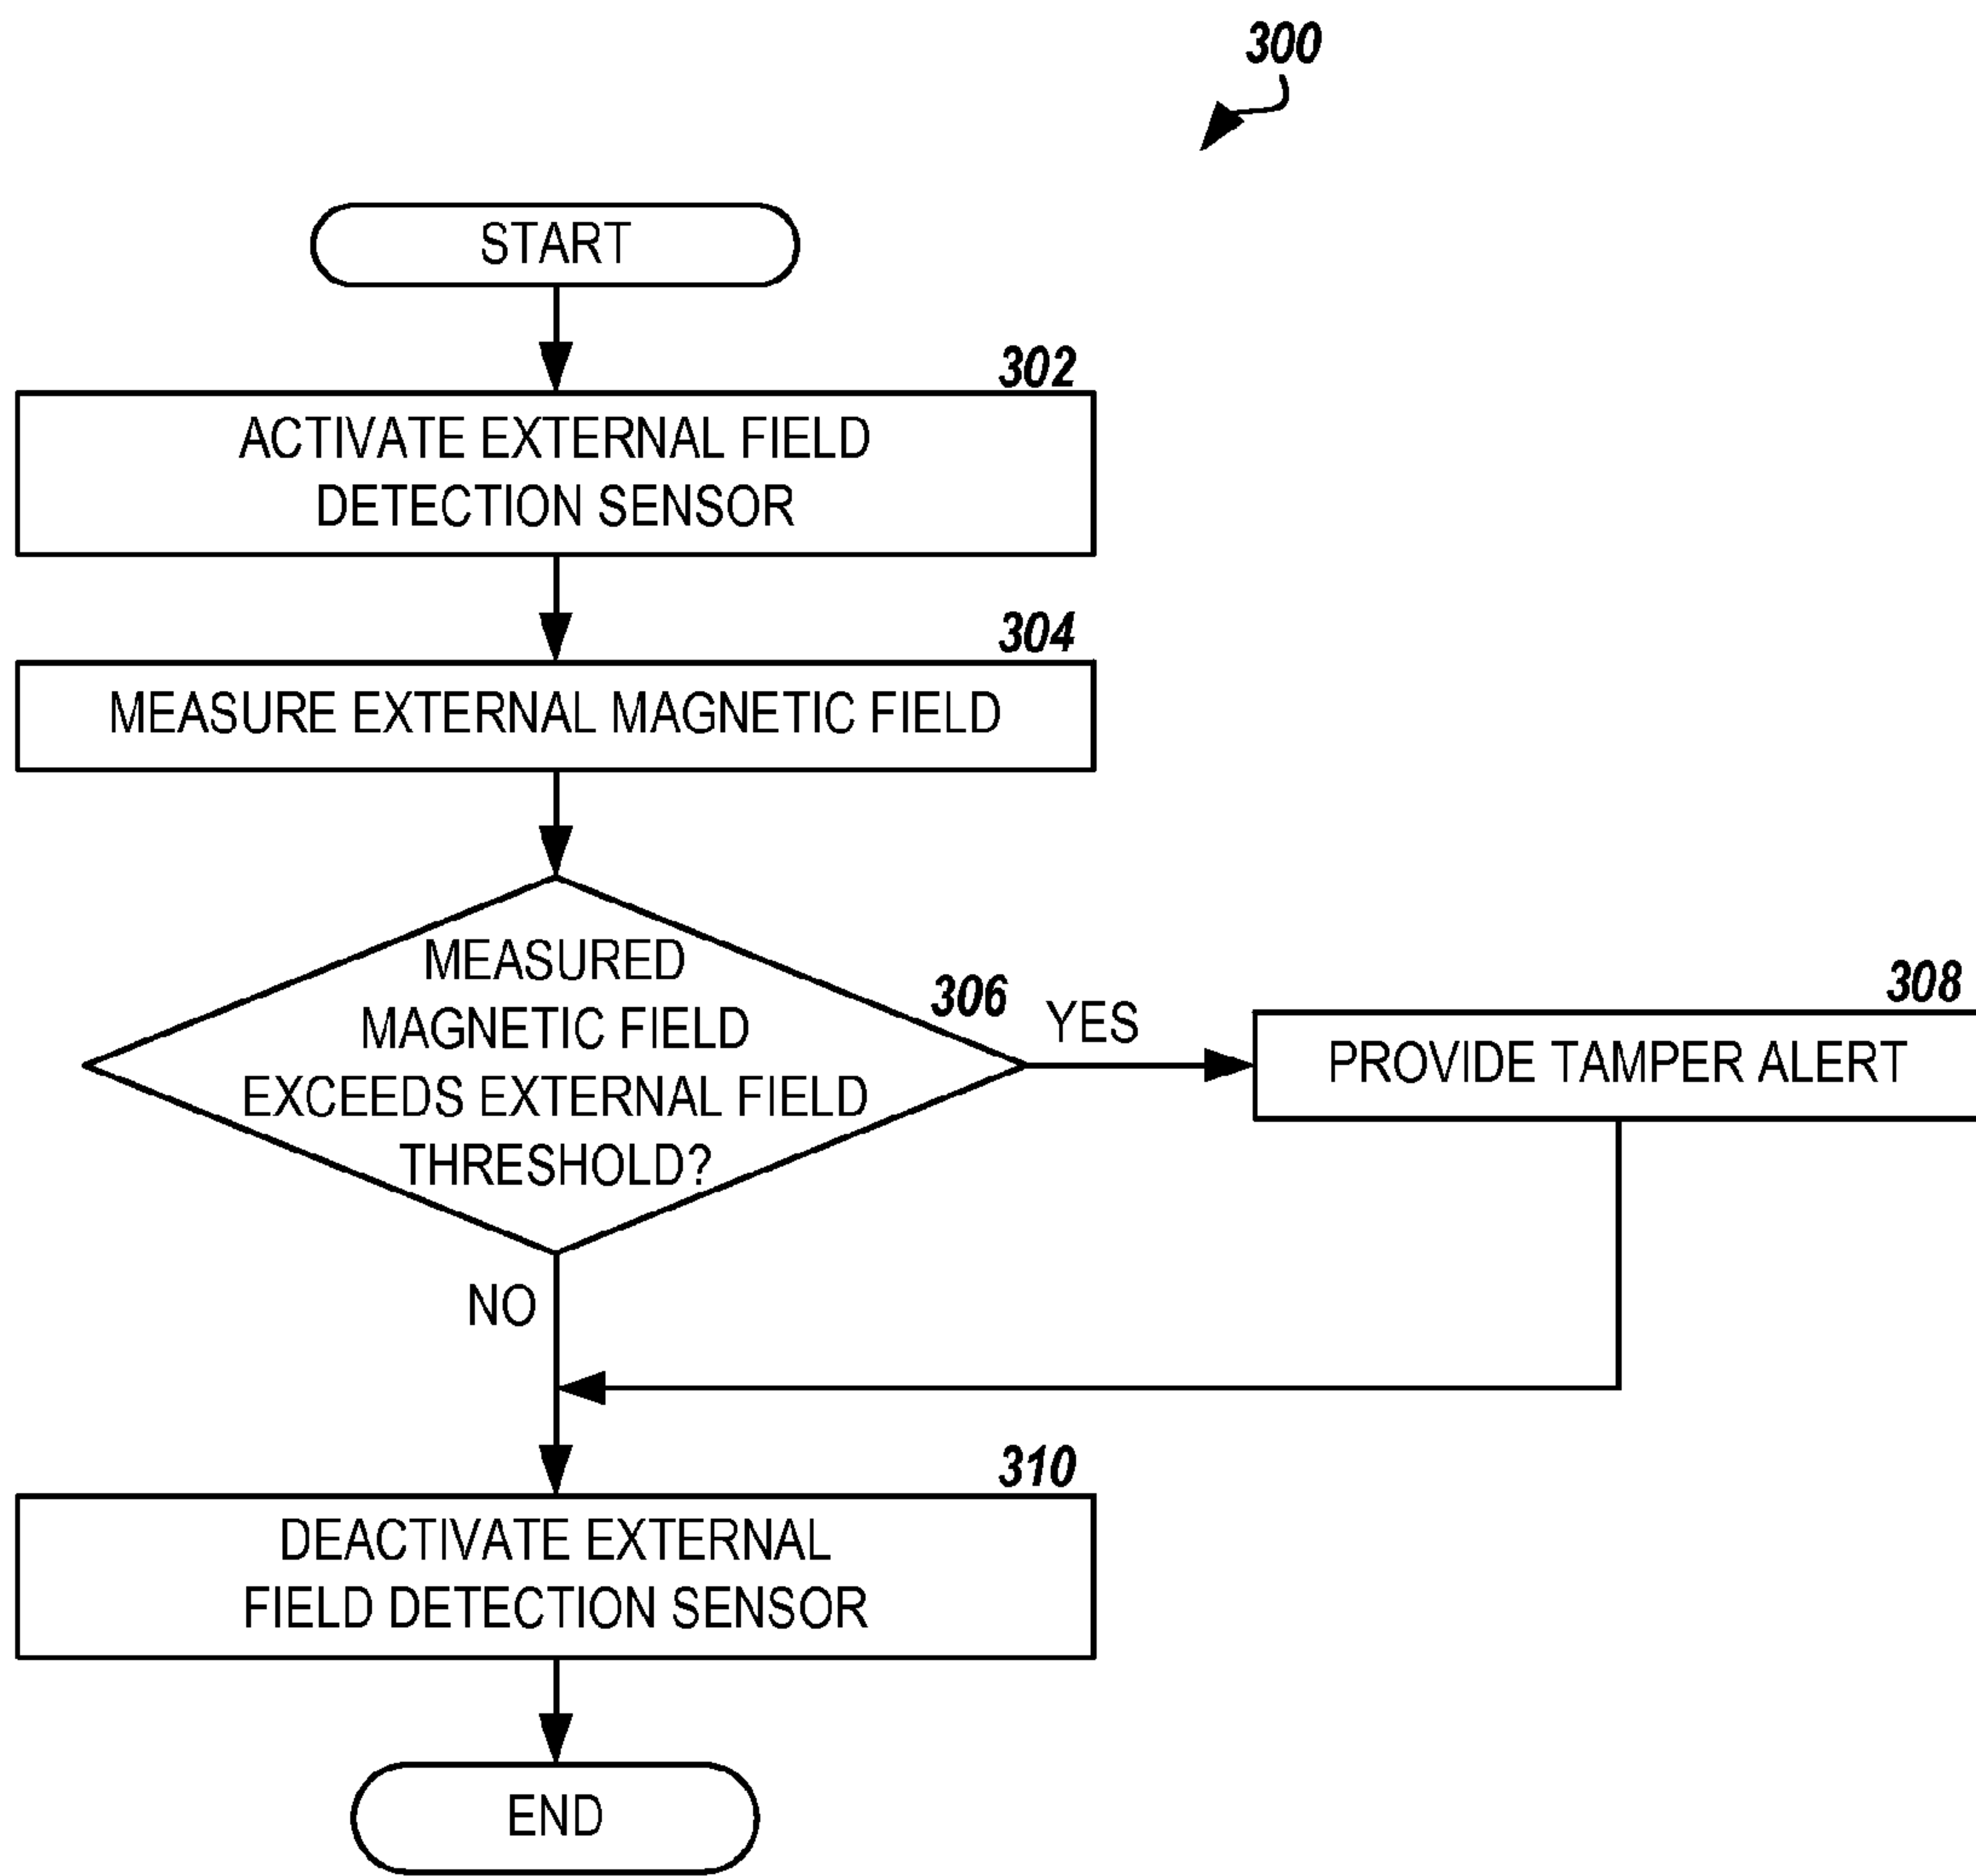 300
START
302
ACTIVATE EXTERNAL FIELD
DETECTION SENSOR
304
MEASURE EXTERNAL MAGNETIC FIELD
MEASURED
MAGNETIC FIELD
EXCEEDS EXTERNAL FIELD
THRESHOLD?
306
YES
308
PROVIDE TAMPER ALERT
NO
310
DEACTIVATE EXTERNAL
FIELD DETECTION SENSOR
END